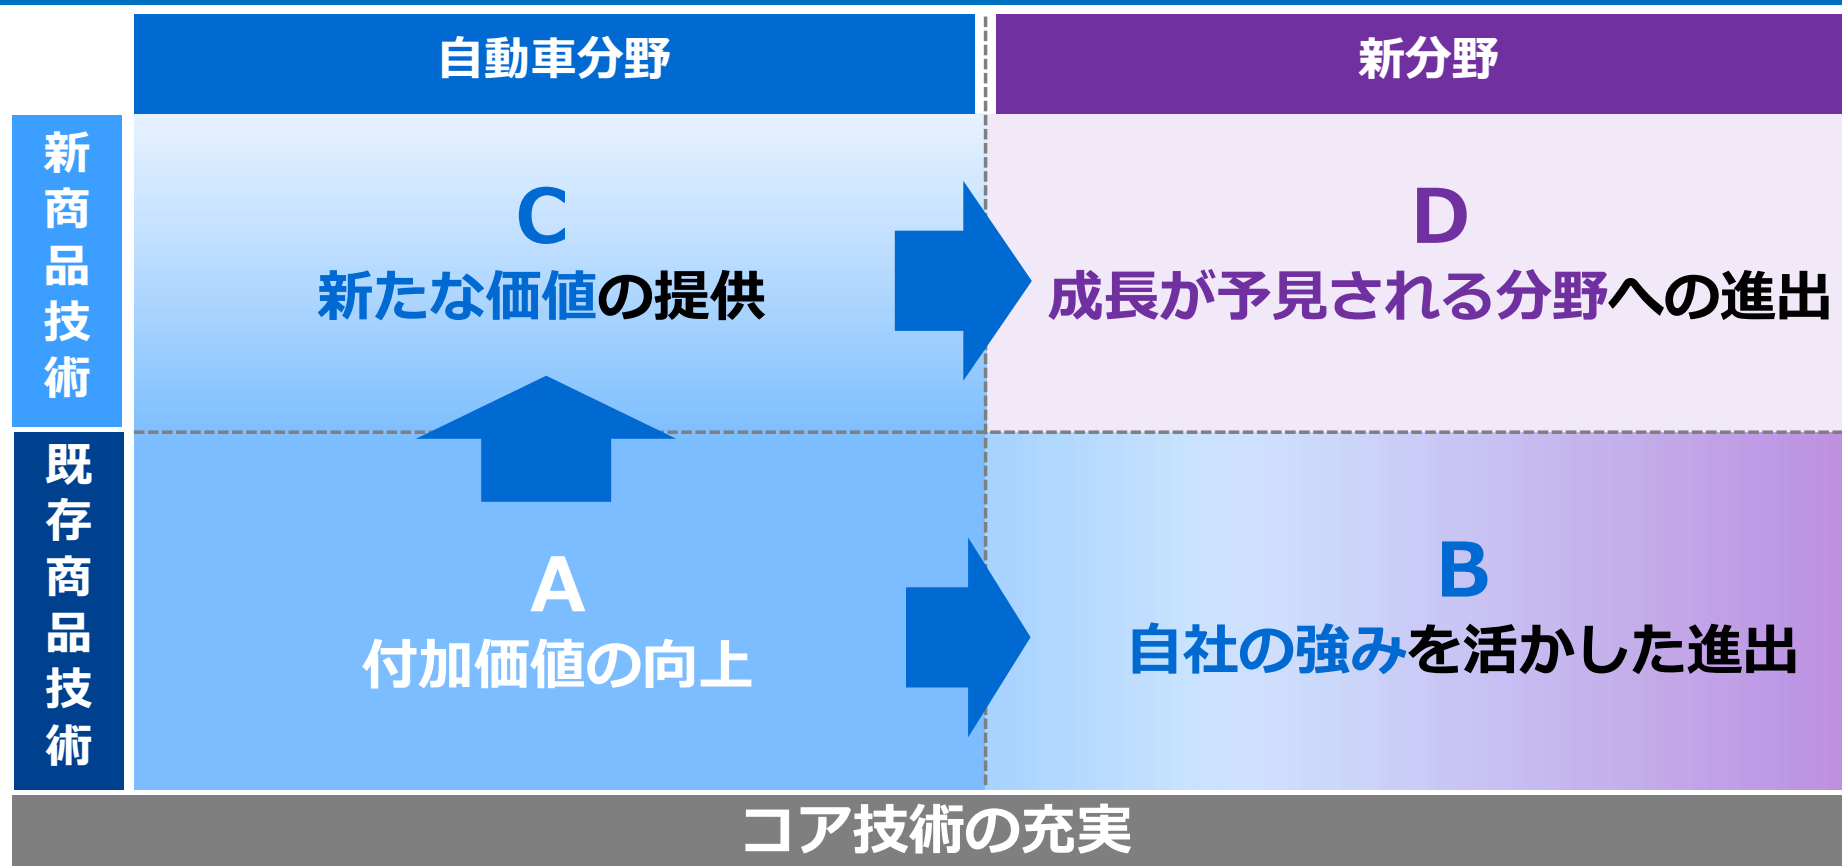 自動車分野
新分野
新商品技術
C
新たな価値の提供
D
成長が予見される分野への進出
既存商品技術
A
付加価値の向上
B
自社の強みを活かした進出
コア技術の充実